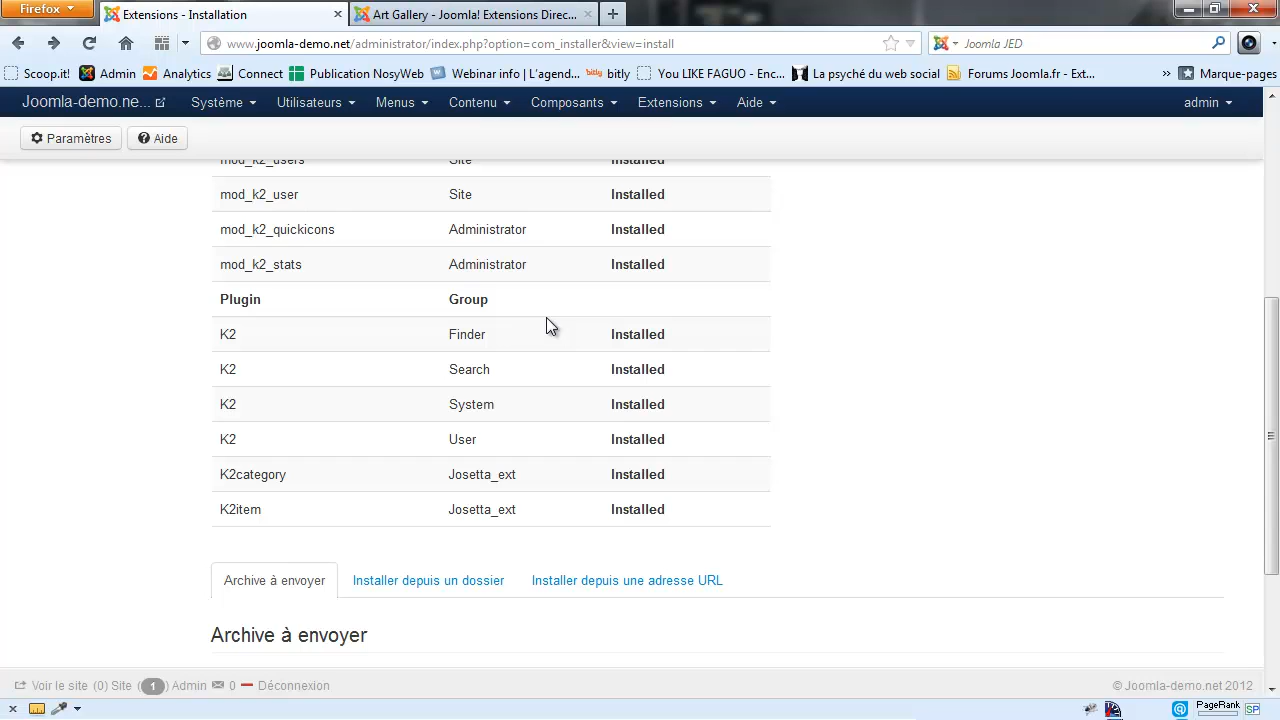 Firefox
Extensions - Installation
Art Gallery - Joomla! Extensions Direc...
www.joomla-demo.net/administrator/index.php?option=com_installer&view=install
Joomla JED
Scoop.it! Admin Analytics Connect Publication NosyWeb Webinar info | L'agend... bitly bitly You LIKE FAGUO - Enc... La psyché du web social Forums Joomla.fr - Ext... » Marque-pages
Joomla-demo.ne... Système Utilisateurs Menus Contenu Composants Extensions Aide admin
Paramètres Aide
mod_k2_users Site Installed
mod_k2_user Site Installed
mod_k2_quickicons Administrator Installed
mod_k2_stats Administrator Installed
Plugin Group
K2 Finder Installed
K2 Search Installed
K2 System Installed
K2 User Installed
K2category Josetta_ext Installed
K2item Josetta_ext Installed
Archive à envoyer Installer depuis un dossier Installer depuis une adresse URL
Archive à envoyer
Voir le site (0) Site (1) Admin 0 Déconnexion © Joomla-demo.net 2012
PageRank SP